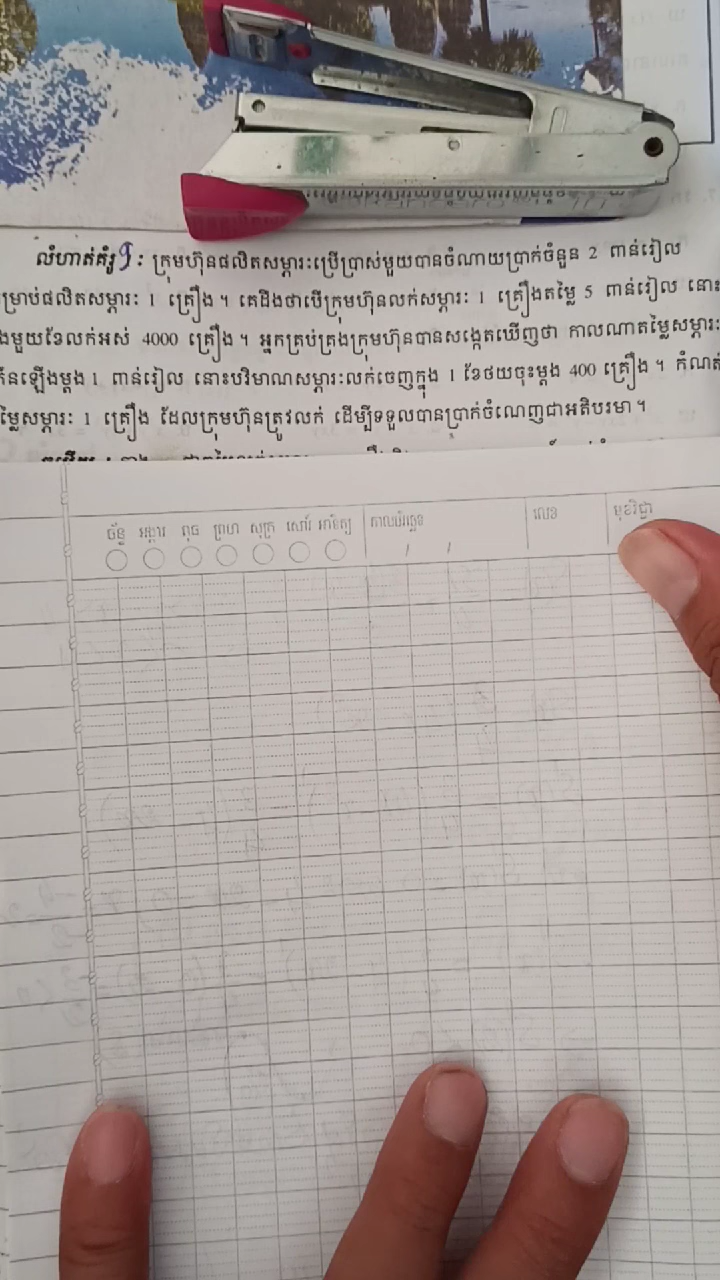 លំហាត់គំរូ 9 : ក្រុមហ៊ុនផលិតសម្ភារៈប្រើប្រាស់មួយបានចំណាយប្រាក់ចំនួន 2 ពាន់រៀល
ម្រាប់ផលិតសម្ភារៈ 1 គ្រឿង ។ គេដឹងថាបើក្រុមហ៊ុនលក់សម្ភារៈ 1 គ្រឿងតម្លៃ 5 ពាន់រៀល នោះ
ងមួយខែលក់អស់ 4000 គ្រឿង ។ អ្នកគ្រប់គ្រងក្រុមហ៊ុនបានសង្កេតឃើញថា កាលណាតម្លៃសម្ភារៈ
កើនឡើងម្តង 1 ពាន់រៀល នោះបរិមាណសម្ភារៈលក់ចេញក្នុង 1 ខែថយចុះម្តង 400 គ្រឿង ។ កំណត់
ម្លៃសម្ភារៈ 1 គ្រឿង ដែលក្រុមហ៊ុនត្រូវលក់ ដើម្បីទទួលបានប្រាក់ចំណេញជាអតិបរមា ។
ច័ន្ទ អង្គារ ពុធ ព្រហ សុក្រ សៅរ៍ អាទិត្យ កាលបរិច្ឆេទ / / លេខ មុខវិជ្ជា